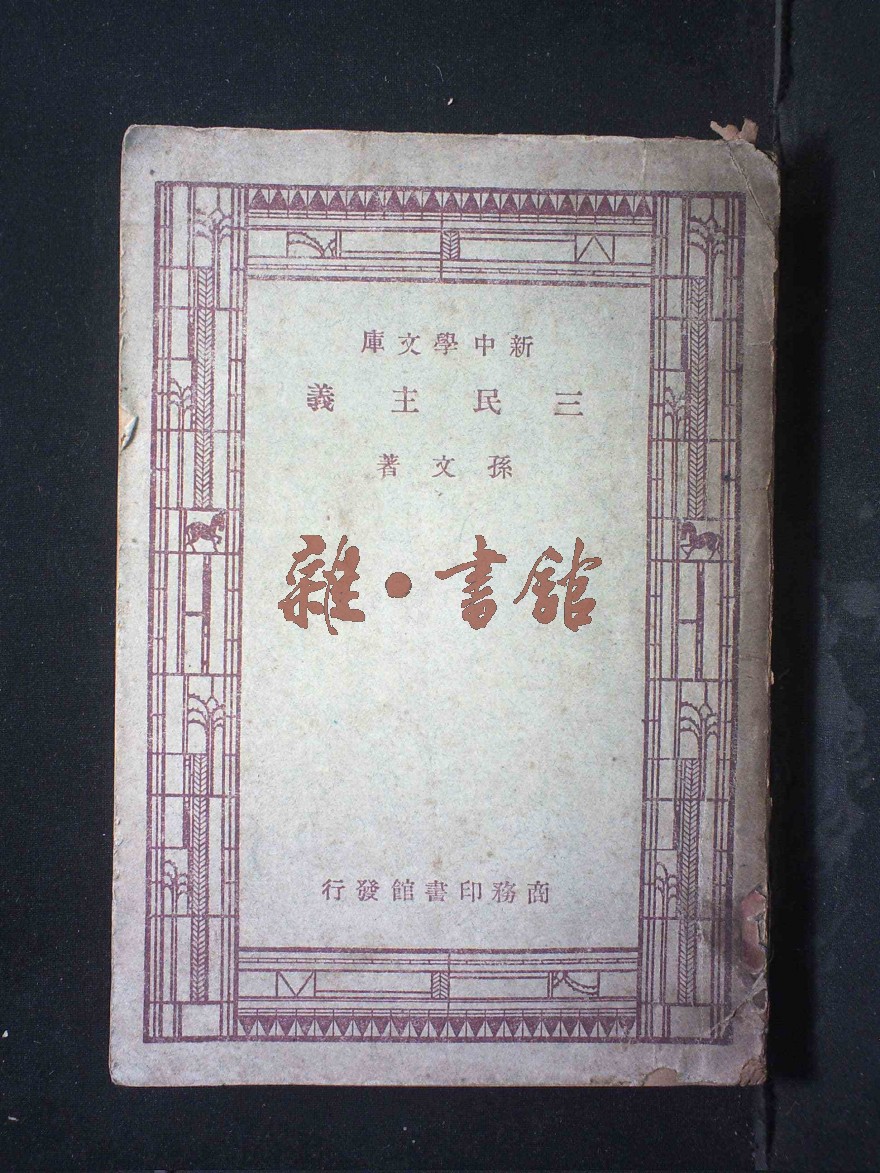 新中學文庫
三民主義
孫文著
雜·書館
商務印書館發行